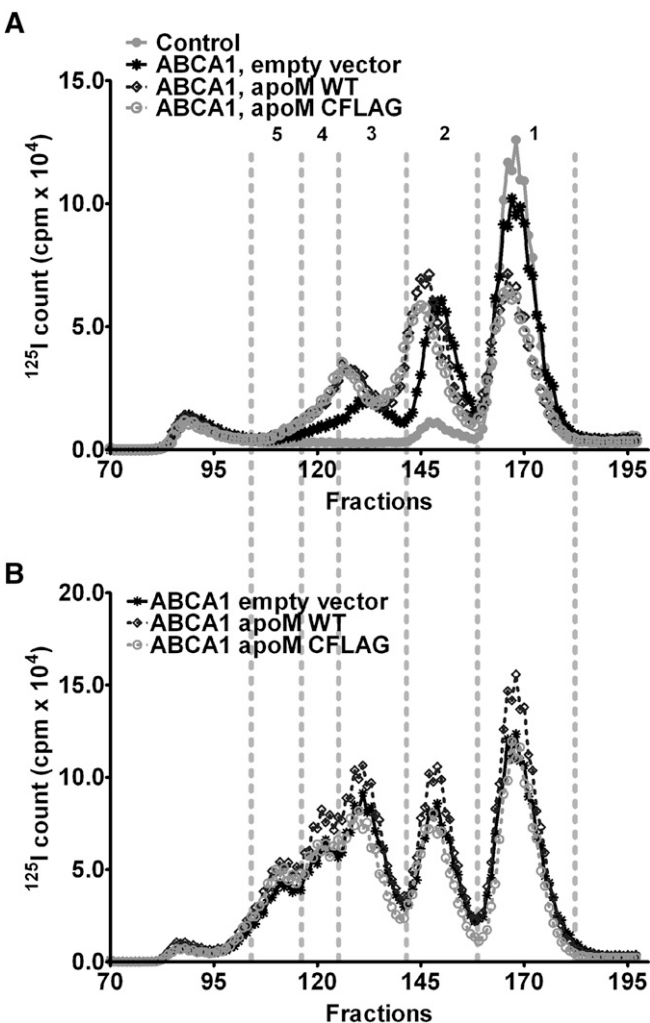 A
Control
ABCA1, empty vector
ABCA1, apoM WT
ABCA1, apoM CFLAG
5 4 3 2 1
15.0
10.0
5.0
0.0
¹²⁵I count (cpm x 10⁴)
70 95 120 145 170 195
Fractions
B
ABCA1 empty vector
ABCA1 apoM WT
ABCA1 apoM CFLAG
20.0
15.0
10.0
5.0
0.0
¹²⁵I count (cpm x 10⁴)
70 95 120 145 170 195
Fractions